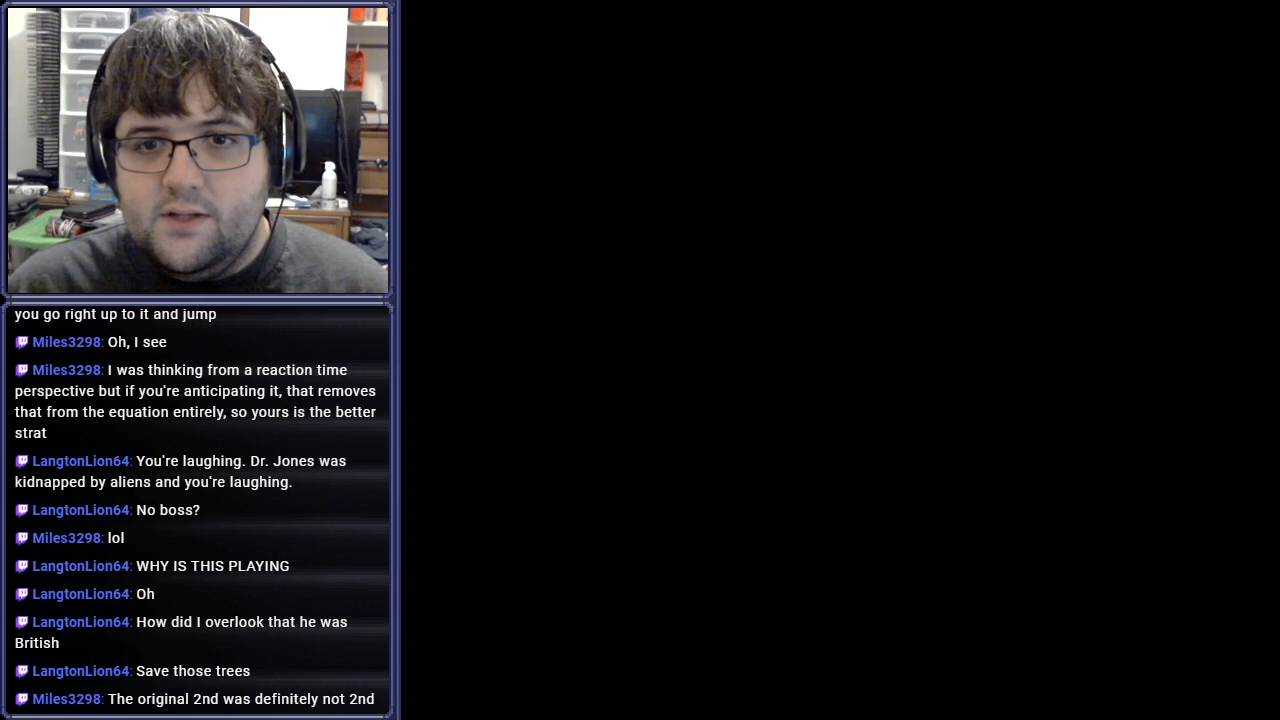 you go right up to it and jump
Miles3298: Oh, I see
Miles3298: I was thinking from a reaction time
perspective but if you're anticipating it, that removes
that from the equation entirely, so yours is the better
strat
LangtonLion64: You're laughing. Dr. Jones was
kidnapped by aliens and you're laughing.
LangtonLion64: No boss?
Miles3298: lol
LangtonLion64: WHY IS THIS PLAYING
LangtonLion64: Oh
LangtonLion64: How did I overlook that he was
British
LangtonLion64: Save those trees
Miles3298: The original 2nd was definitely not 2nd